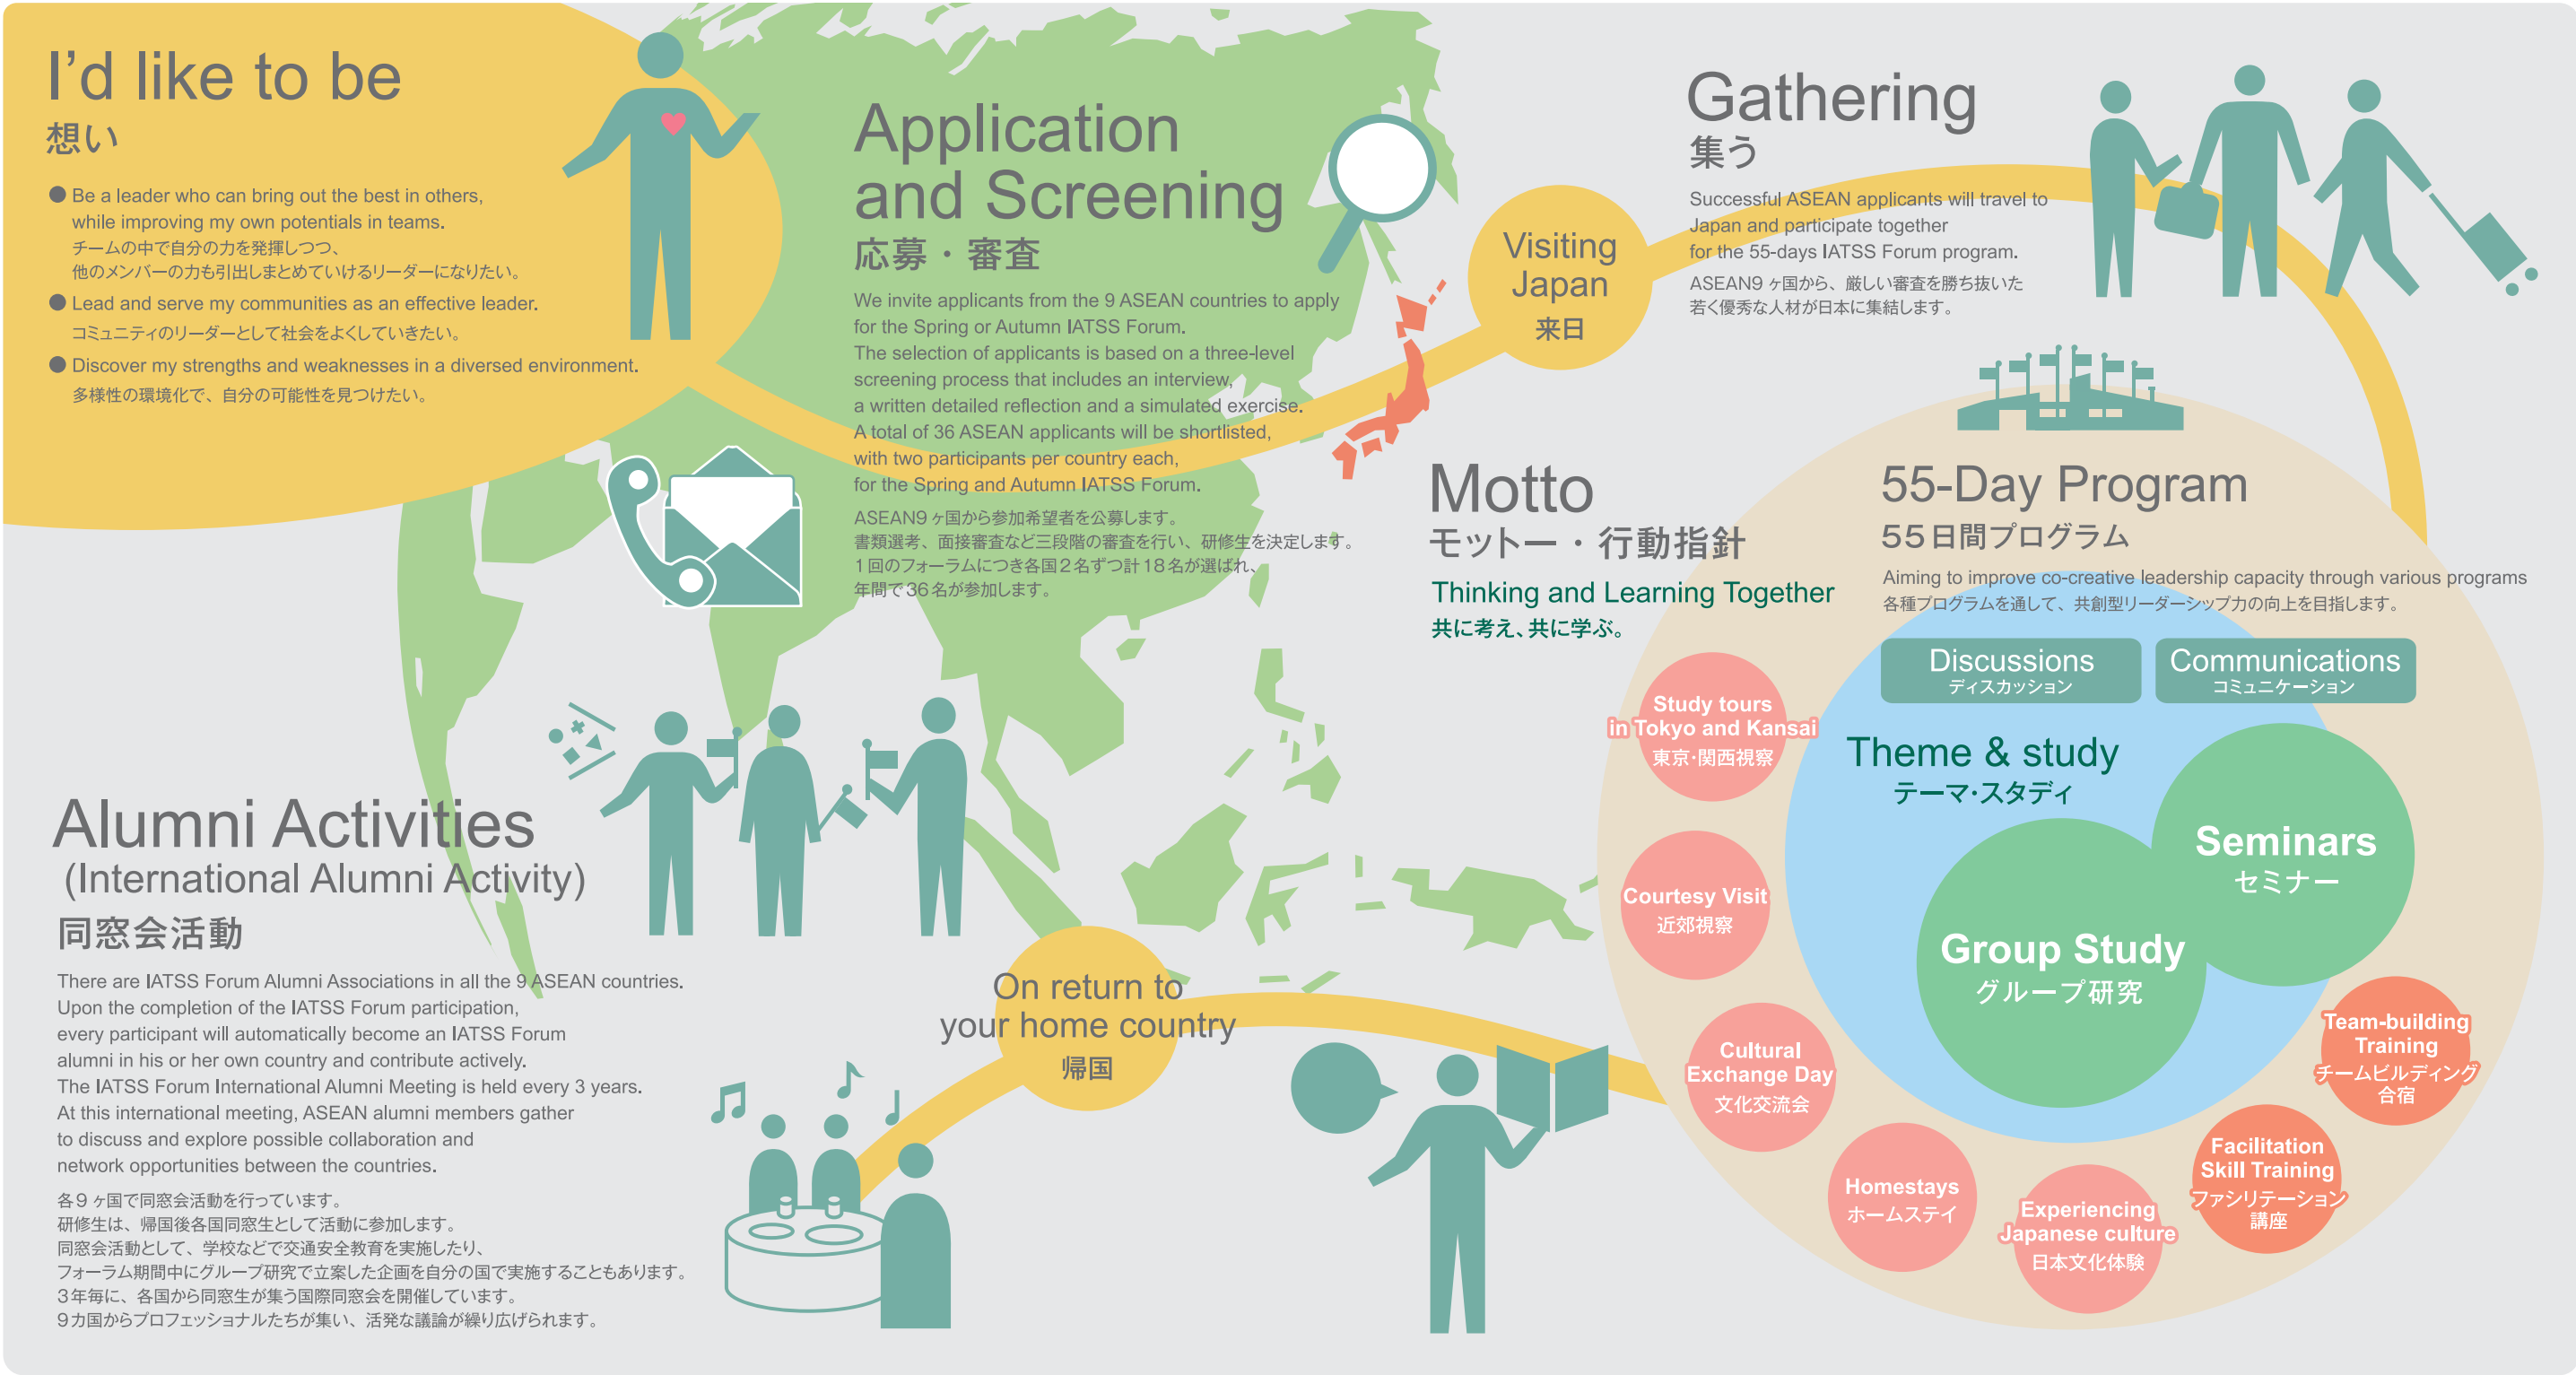 I'd like to be
想い
● Be a leader who can bring out the best in others,
while improving my own potentials in teams.
チームの中で自分の力を発揮しつつ、
他のメンバーの力も引出しまとめていけるリーダーになりたい。
● Lead and serve my communities as an effective leader.
コミュニティのリーダーとして社会をよくしていきたい。
● Discover my strengths and weaknesses in a diversed environment.
多様性の環境化で、自分の可能性を見つけたい。
Application
and Screening
応募・審査
We invite applicants from the 9 ASEAN countries to apply
for the Spring or Autumn IATSS Forum.
The selection of applicants is based on a three-level
screening process that includes an interview,
a written detailed reflection and a simulated exercise.
A total of 36 ASEAN applicants will be shortlisted,
with two participants per country each,
for the Spring and Autumn IATSS Forum.
ASEAN9ヶ国から参加希望者を公募します。
書類選考、面接審査など三段階の審査を行い、研修生を決定します。
1回のフォーラムにつき各国2名ずつ計18名が選ばれ、
年間で36名が参加します。
Visiting
Japan
来日
Gathering
集う
Successful ASEAN applicants will travel to
Japan and participate together
for the 55-days IATSS Forum program.
ASEAN9ヶ国から、厳しい審査を勝ち抜いた
若く優秀な人材が日本に集結します。
Motto
モットー・行動指針
Thinking and Learning Together
共に考え、共に学ぶ。
55-Day Program
55日間プログラム
Aiming to improve co-creative leadership capacity through various programs
各種プログラムを通して、共創型リーダーシップ力の向上を目指します。
Discussions
ディスカッション
Communications
コミュニケーション
Theme & study
テーマ・スタディ
Seminars
セミナー
Group Study
グループ研究
Study tours
in Tokyo and Kansai
東京・関西視察
Courtesy Visit
近郊視察
Cultural
Exchange Day
文化交流会
Homestays
ホームステイ
Experiencing
Japanese culture
日本文化体験
Facilitation
Skill Training
ファシリテーション
講座
Team-building
Training
チームビルディング
合宿
On return to
your home country
帰国
Alumni Activities
(International Alumni Activity)
同窓会活動
There are IATSS Forum Alumni Associations in all the 9 ASEAN countries.
Upon the completion of the IATSS Forum participation,
every participant will automatically become an IATSS Forum
alumni in his or her own country and contribute actively.
The IATSS Forum International Alumni Meeting is held every 3 years.
At this international meeting, ASEAN alumni members gather
to discuss and explore possible collaboration and
network opportunities between the countries.
各9ヶ国で同窓会活動を行っています。
研修生は、帰国後各国同窓生として活動に参加します。
同窓会活動として、学校などで交通安全教育を実施したり、
フォーラム期間中にグループ研究で立案した企画を自分の国で実施することもあります。
3年毎に、各国から同窓生が集う国際同窓会を開催しています。
9カ国からプロフェッショナルたちが集い、活発な議論が繰り広げられます。